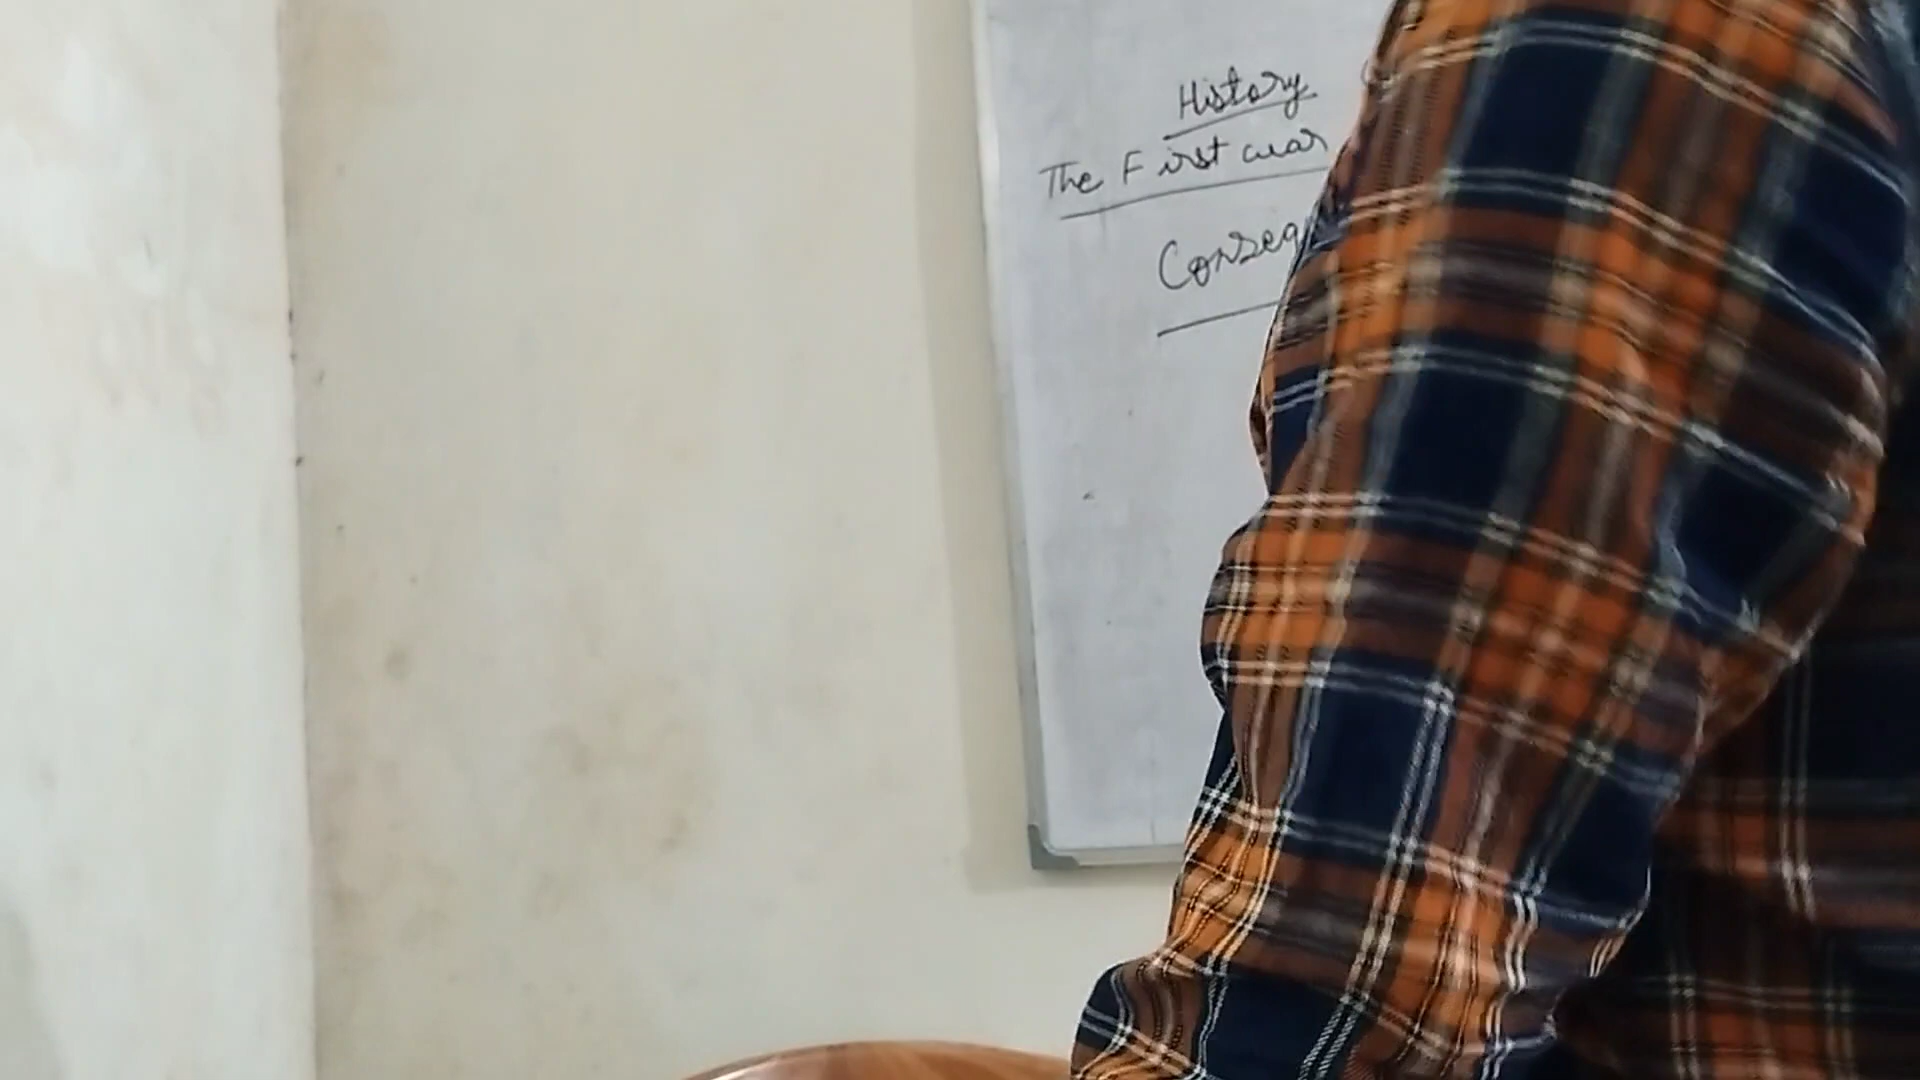 History
The First war
Conseq